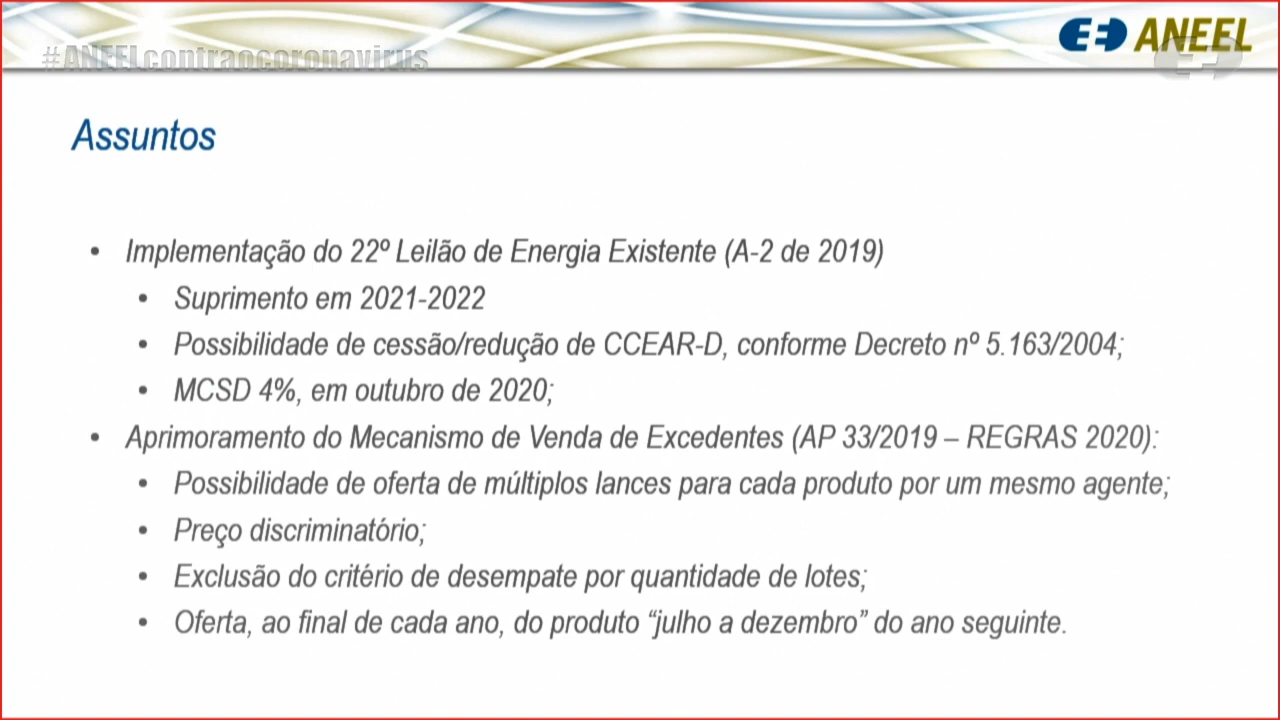 #ANEELcontraocoronavirus
ANEEL
Assuntos
• Implementação do 22º Leilão de Energia Existente (A-2 de 2019)
• Suprimento em 2021-2022
• Possibilidade de cessão/redução de CCEAR-D, conforme Decreto nº 5.163/2004;
• MCSD 4%, em outubro de 2020;
• Aprimoramento do Mecanismo de Venda de Excedentes (AP 33/2019 – REGRAS 2020):
• Possibilidade de oferta de múltiplos lances para cada produto por um mesmo agente;
• Preço discriminatório;
• Exclusão do critério de desempate por quantidade de lotes;
• Oferta, ao final de cada ano, do produto “julho a dezembro” do ano seguinte.